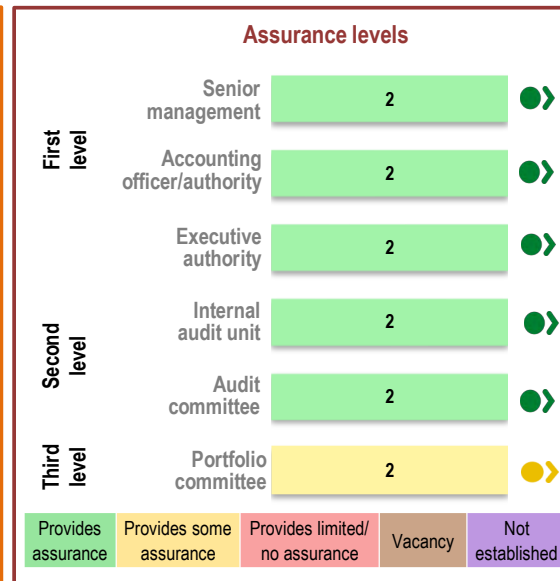 Assurance levels
First
level
Senior
management
2
Accounting
officer/authority
2
Executive
authority
2
Second
level
Internal
audit unit
2
Audit
committee
2
Third
level
Portfolio
committee
2
Provides
assurance
Provides some
assurance
Provides limited/
no assurance
Vacancy
Not
established